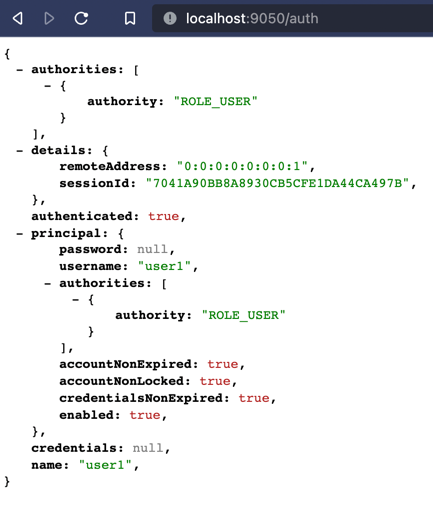 localhost:9050/auth
{
– authorities: [
– {
authority: "ROLE_USER"
}
],
– details: {
remoteAddress: "0:0:0:0:0:0:0:1",
sessionId: "7041A90BB8A8930CB5CFE1DA44CA497B",
},
authenticated: true,
– principal: {
password: null,
username: "user1",
– authorities: [
– {
authority: "ROLE_USER"
}
],
accountNonExpired: true,
accountNonLocked: true,
credentialsNonExpired: true,
enabled: true,
},
credentials: null,
name: "user1",
}